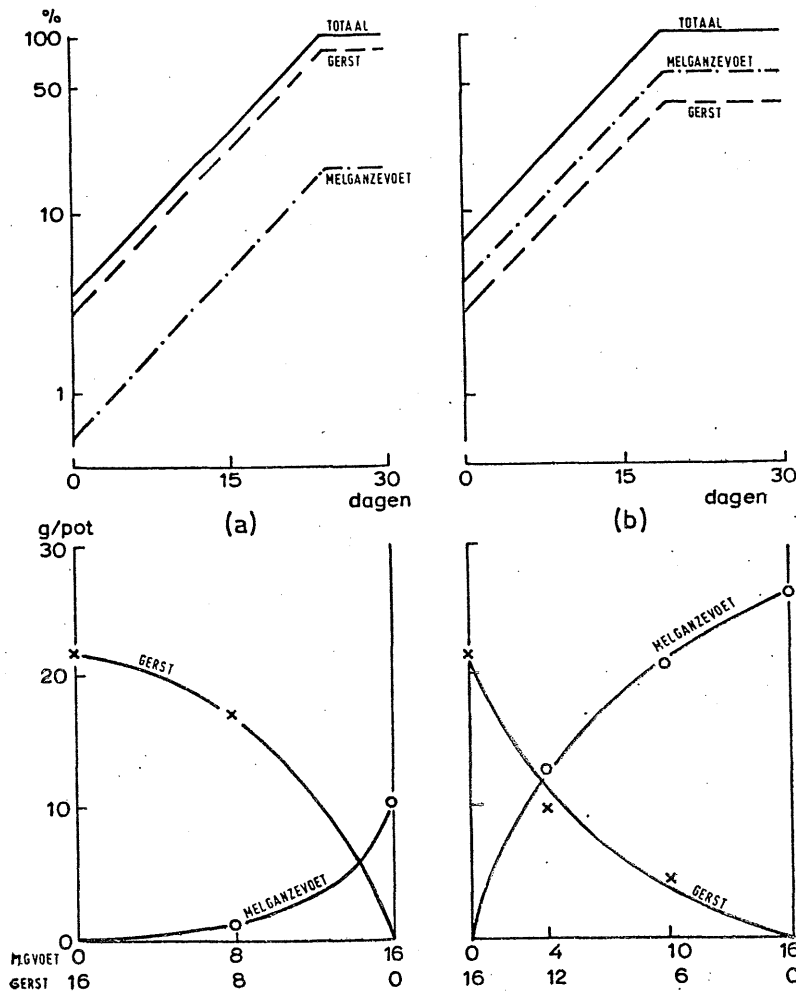 %
100
50
10
1
TOTAAL
GERST
MELGANZEVOET
0 15 30
dagen
(a)
TOTAAL
MELGANZEVOET
GERST
0 15 30
dagen
(b)
g/pot
30
20
10
0
GERST
MELGANZEVOET
M.GVOET 0 8 16
GERST 16 8 0
MELGANZEVOET
GERST
0 4 10 16
16 12 6 0